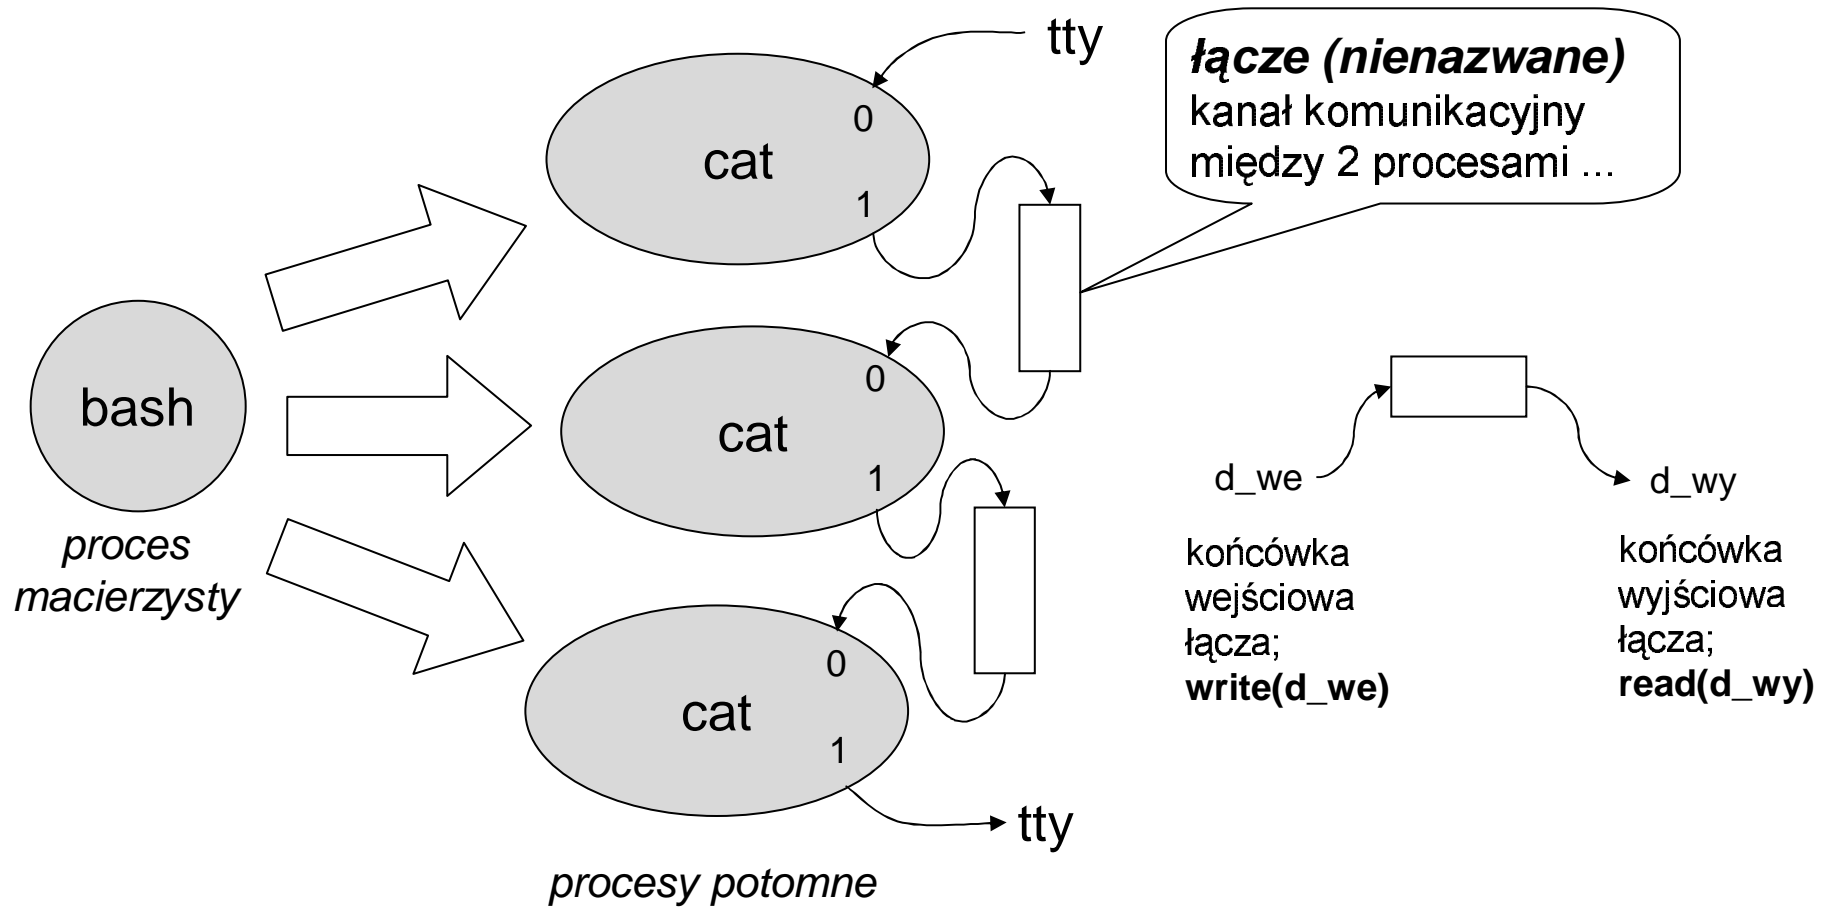 tty
łącze (nienazwane)
kanał komunikacyjny
między 2 procesami ...
0
cat
1
bash
proces
macierzysty
0
cat
1
d_we
d_wy
końcówka
wejściowa
łącza;
write(d_we)
końcówka
wyjściowa
łącza;
read(d_wy)
0
cat
1
tty
procesy potomne